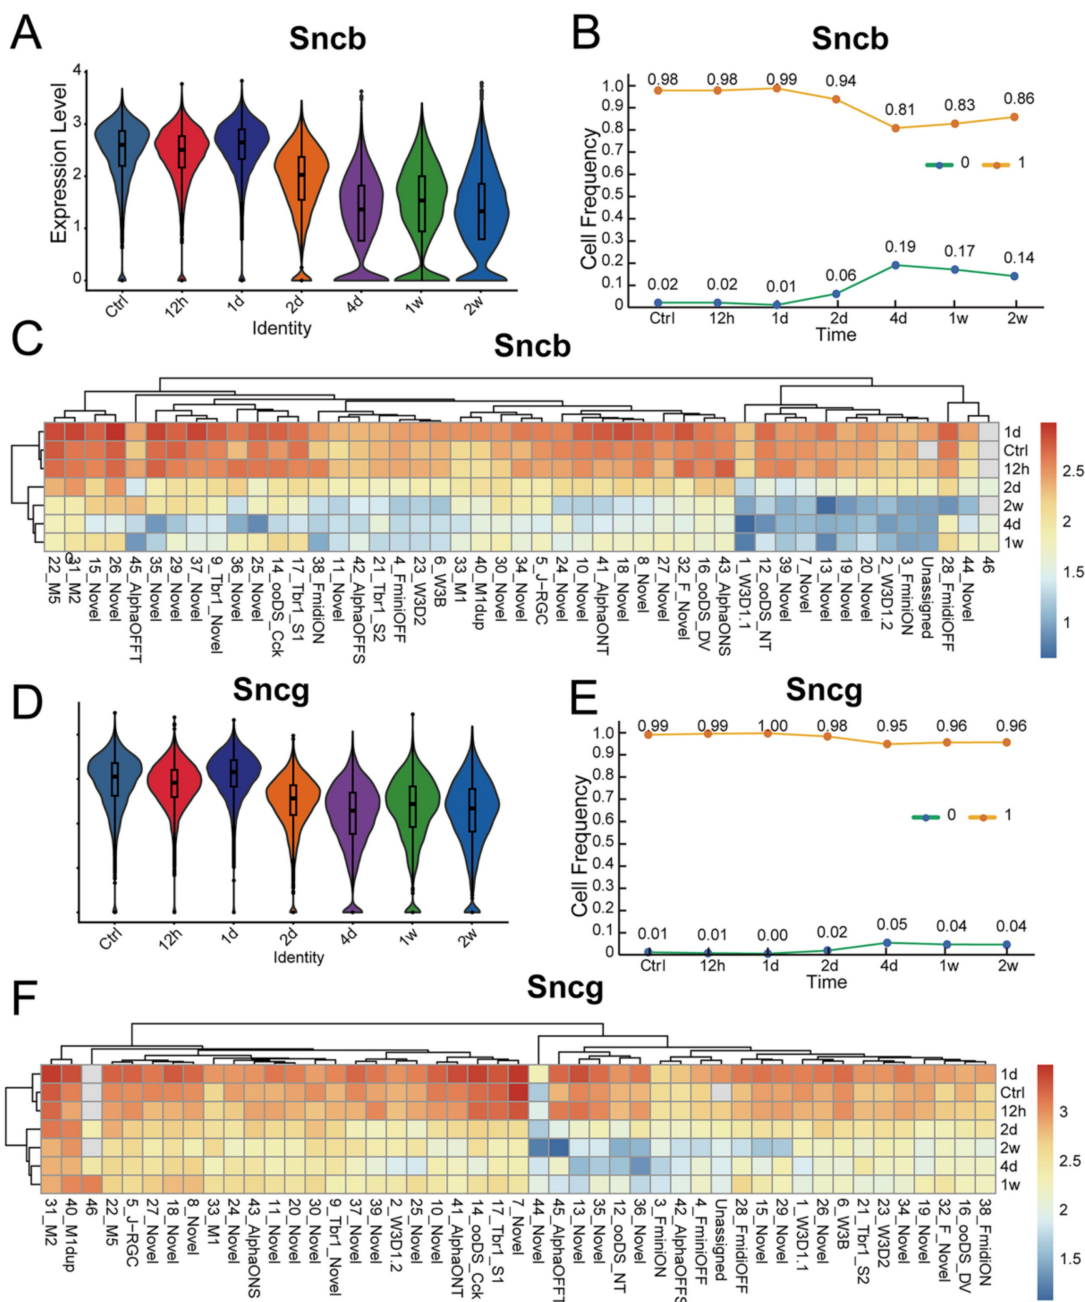 A
Sncb
Expression Level
4
3
2
1
0
Ctrl
12h
1d
2d
4d
1w
2w
Identity
B
Sncb
Cell Frequency
1.0
0.9
0.8
0.7
0.6
0.5
0.4
0.3
0.2
0.1
0
0.98
0.98
0.99
0.94
0.81
0.83
0.86
0
1
0.02
0.02
0.01
0.06
0.19
0.17
0.14
Ctrl
12h
1d
2d
4d
1w
2w
Time
C
Sncb
1d
Ctrl
12h
2d
2w
4d
1w
2.5
2
1.5
1
22_M5
31_M2
15_Novel
26_Novel
45_AlphaOFFT
35_Novel
29_Novel
37_Novel
9_Tbr1_Novel
36_Novel
25_Novel
14_ooDS_Cck
17_Tbr1_S1
38_FmidiON
11_Novel
42_AlphaOFFS
21_Tbr1_S2
4_FminiOFF
23_W3D2
6_W3B
33_M1
40_M1dup
30_Novel
34_Novel
5_J-RGC
24_Novel
10_Novel
41_AlphaONT
18_Novel
8_Novel
27_Novel
32_F_Novel
16_ooDS_DV
43_AlphaONS
1_W3D1.1
12_ooDS_NT
39_Novel
7_Novel
13_Novel
19_Novel
20_Novel
2_W3D1.2
3_FminiON
Unassigned
28_FmidiOFF
44_Novel
46
D
Sncg
Ctrl
12h
1d
2d
4d
1w
2w
Identity
E
Sncg
Cell Frequency
1.0
0.9
0.8
0.7
0.6
0.5
0.4
0.3
0.2
0.1
0
0.99
0.99
1.00
0.98
0.95
0.96
0.96
0
1
0.01
0.01
0.00
0.02
0.05
0.04
0.04
Ctrl
12h
1d
2d
4d
1w
2w
Time
F
Sncg
1d
Ctrl
12h
2d
2w
4d
1w
3
2.5
2
1.5
31_M2
40_M1dup
46
22_M5
5_J-RGC
27_Novel
18_Novel
8_Novel
33_M1
24_Novel
43_AlphaONS
11_Novel
20_Novel
30_Novel
9_Tbr1_Novel
37_Novel
39_Novel
2_W3D1.2
25_Novel
10_Novel
41_AlphaONT
14_ooDS_Cck
17_Tbr1_S1
7_Novel
44_Novel
45_AlphaOFFT
13_Novel
35_Novel
12_ooDS_NT
36_Novel
3_FminiON
42_AlphaOFFS
4_FminiOFF
Unassigned
28_FmidiOFF
15_Novel
29_Novel
1_W3D1.1
26_Novel
6_W3B
21_Tbr1_S2
23_W3D2
34_Novel
19_Novel
32_F_Novel
16_ooDS_DV
38_FmidiON